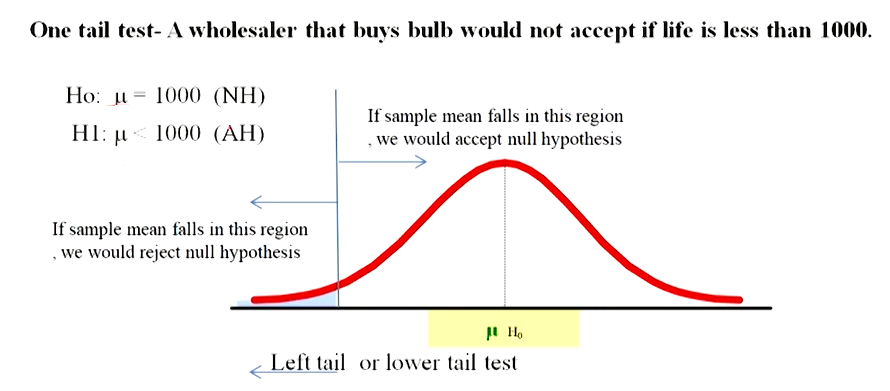 One tail test- A wholesaler that buys bulb would not accept if life is less than 1000.
Ho: μ = 1000 (NH)
H1: μ < 1000 (AH)
If sample mean falls in this region
, we would accept null hypothesis
If sample mean falls in this region
, we would reject null hypothesis
μ H₀
Left tail or lower tail test